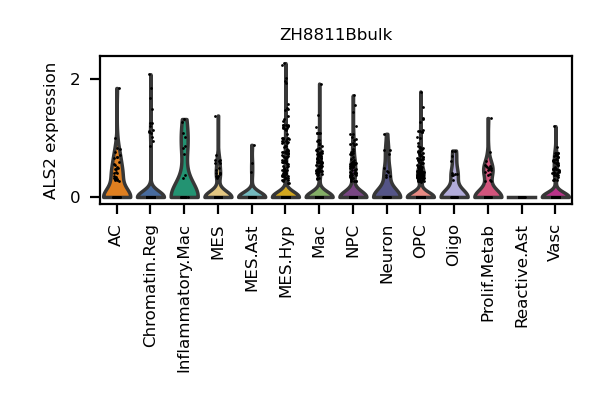 ZH8811Bbulk
ALS2 expression
2
0
AC
Chromatin.Reg
Inflammatory.Mac
MES
MES.Ast
MES.Hyp
Mac
NPC
Neuron
OPC
Oligo
Prolif.Metab
Reactive.Ast
Vasc